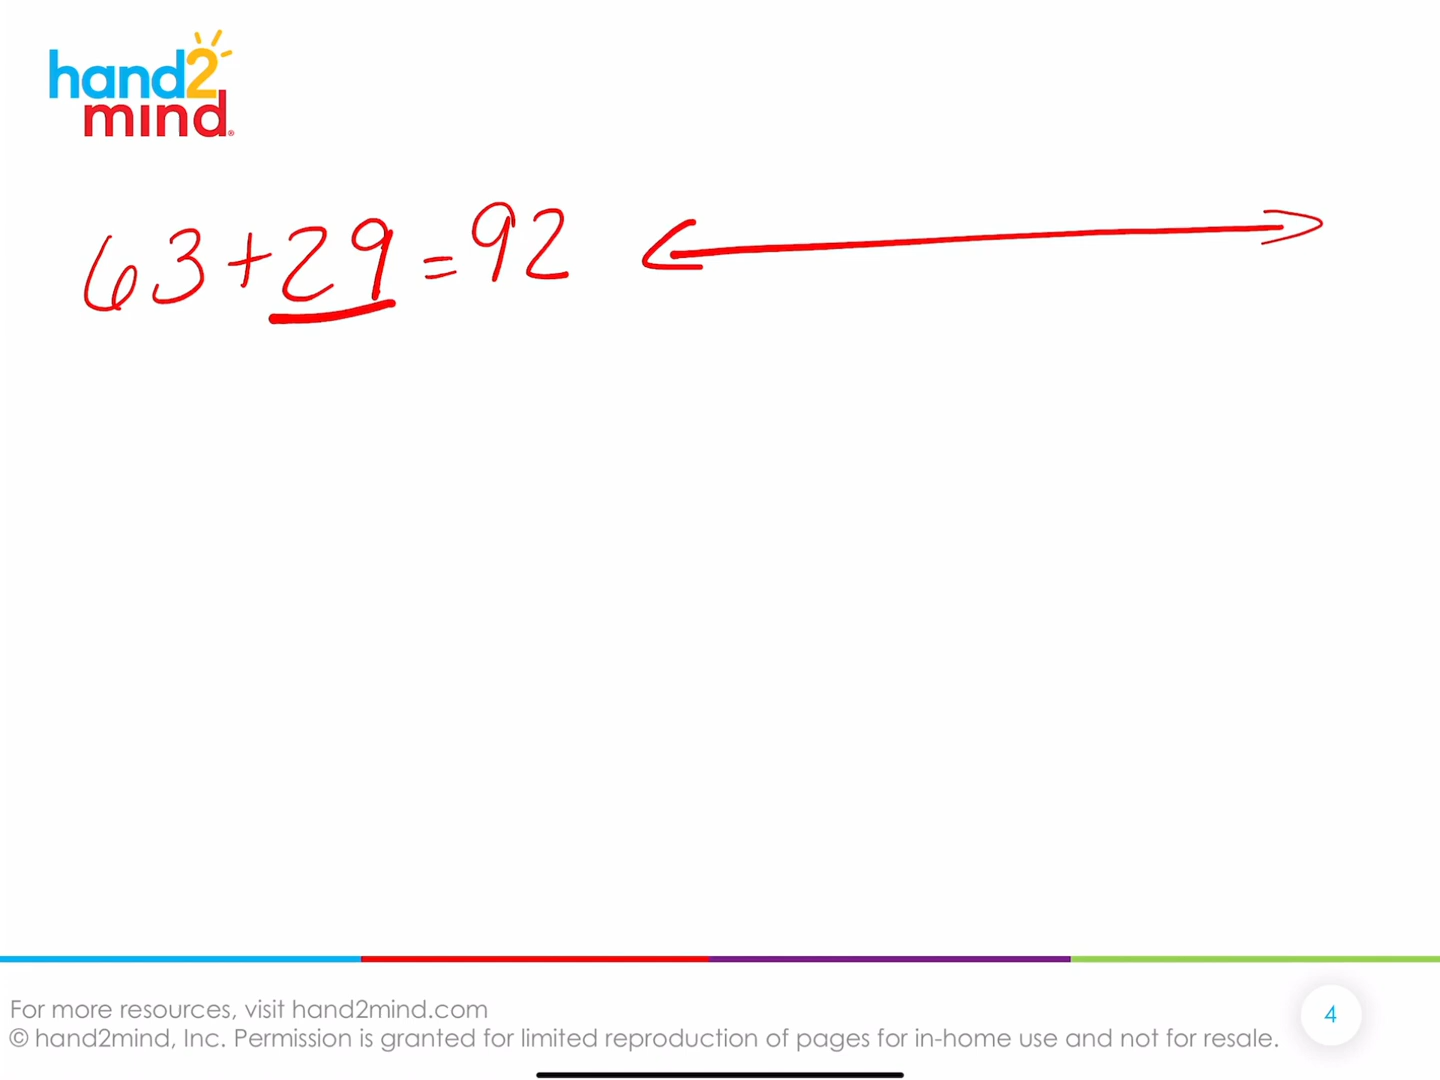 hand2
mind®
63+29=92
For more resources, visit hand2mind.com
© hand2mind, Inc. Permission is granted for limited reproduction of pages for in-home use and not for resale.
4